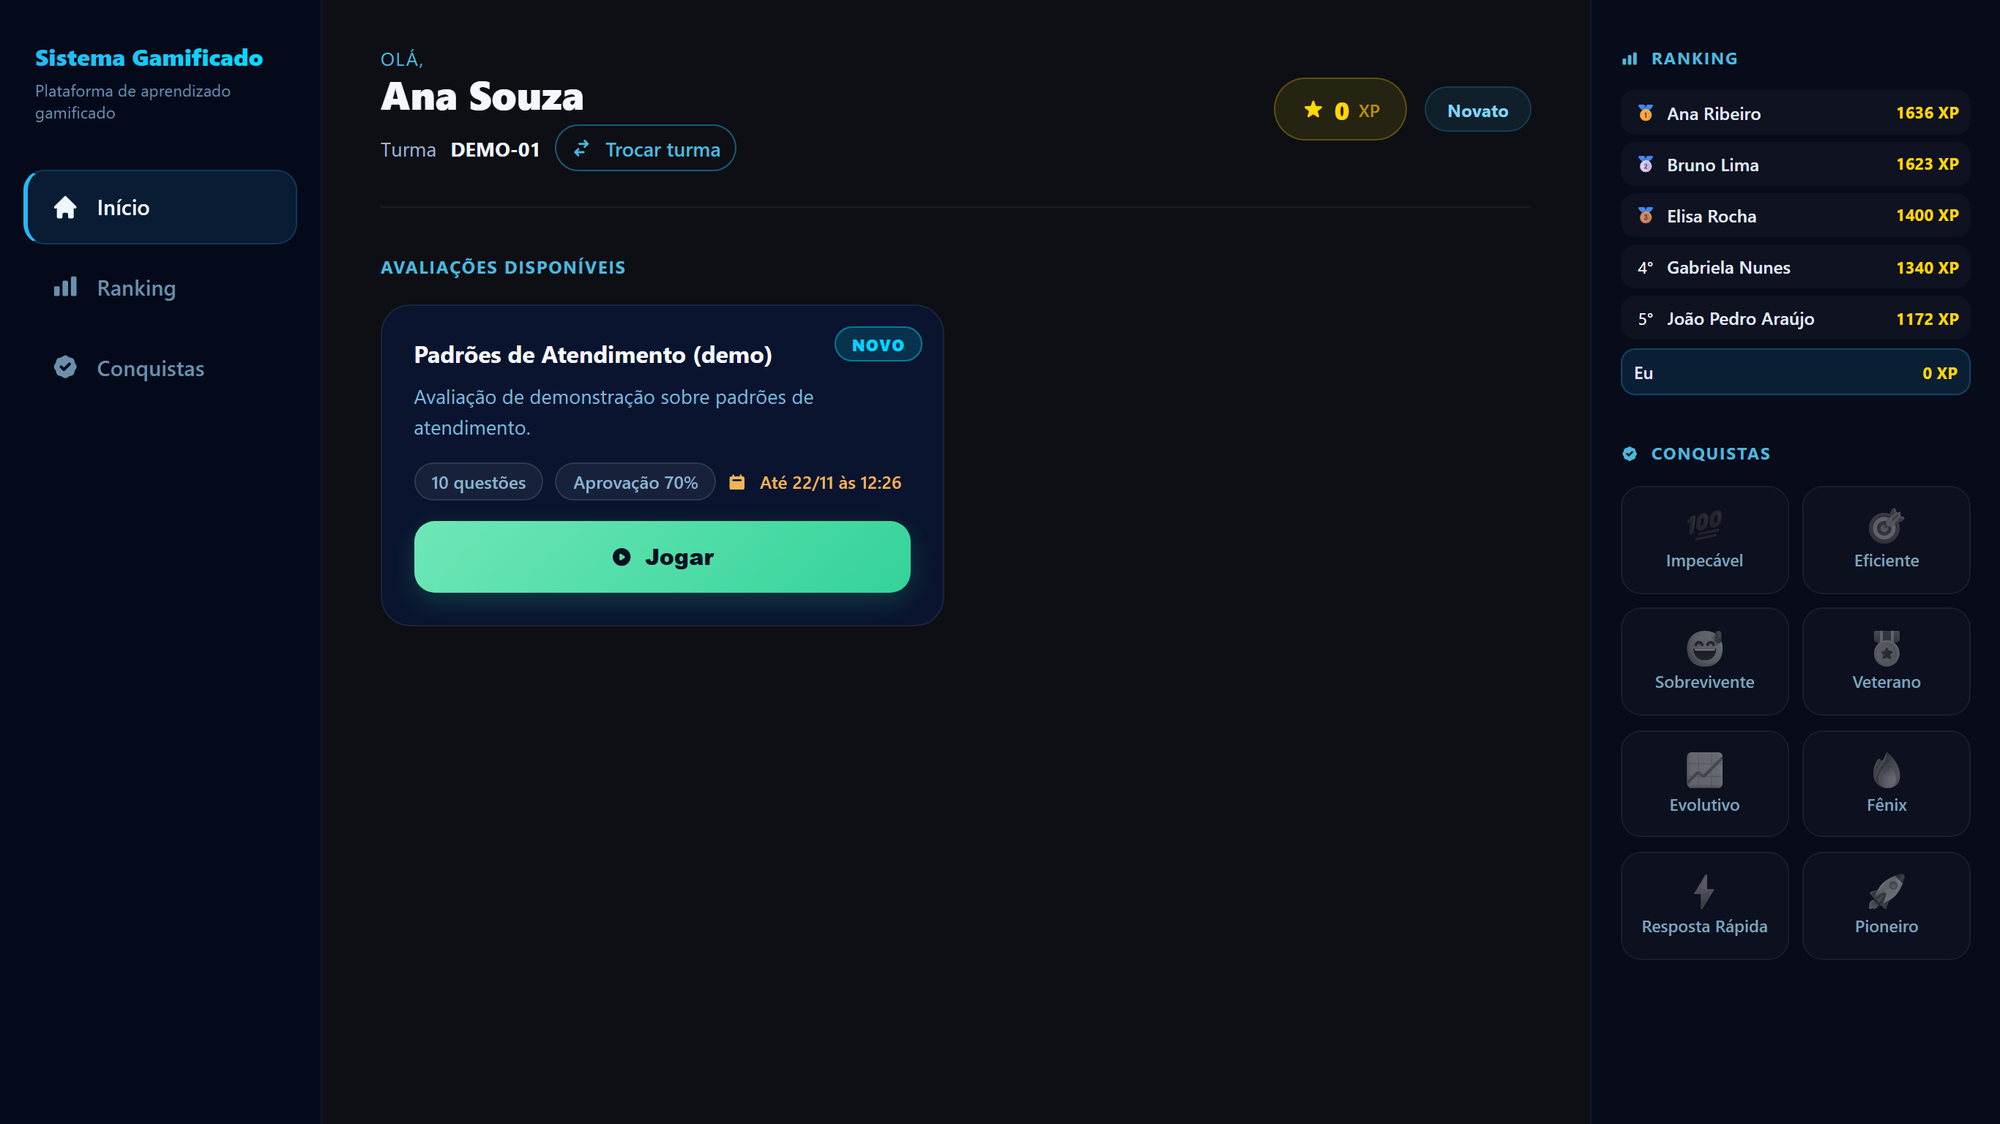 Sistema Gamificado
Plataforma de aprendizado
gamificado
Início
Ranking
Conquistas
OLÁ,
Ana Souza
Turma DEMO-01 Trocar turma
0 XP
Novato
AVALIAÇÕES DISPONÍVEIS
Padrões de Atendimento (demo)
NOVO
Avaliação de demonstração sobre padrões de
atendimento.
10 questões Aprovação 70% Até 22/11 às 12:26
Jogar
RANKING
1 Ana Ribeiro 1636 XP
2 Bruno Lima 1623 XP
3 Elisa Rocha 1400 XP
4° Gabriela Nunes 1340 XP
5° João Pedro Araújo 1172 XP
Eu 0 XP
CONQUISTAS
100
Impecável
Eficiente
Sobrevivente
Veterano
Evolutivo
Fênix
Resposta Rápida
Pioneiro